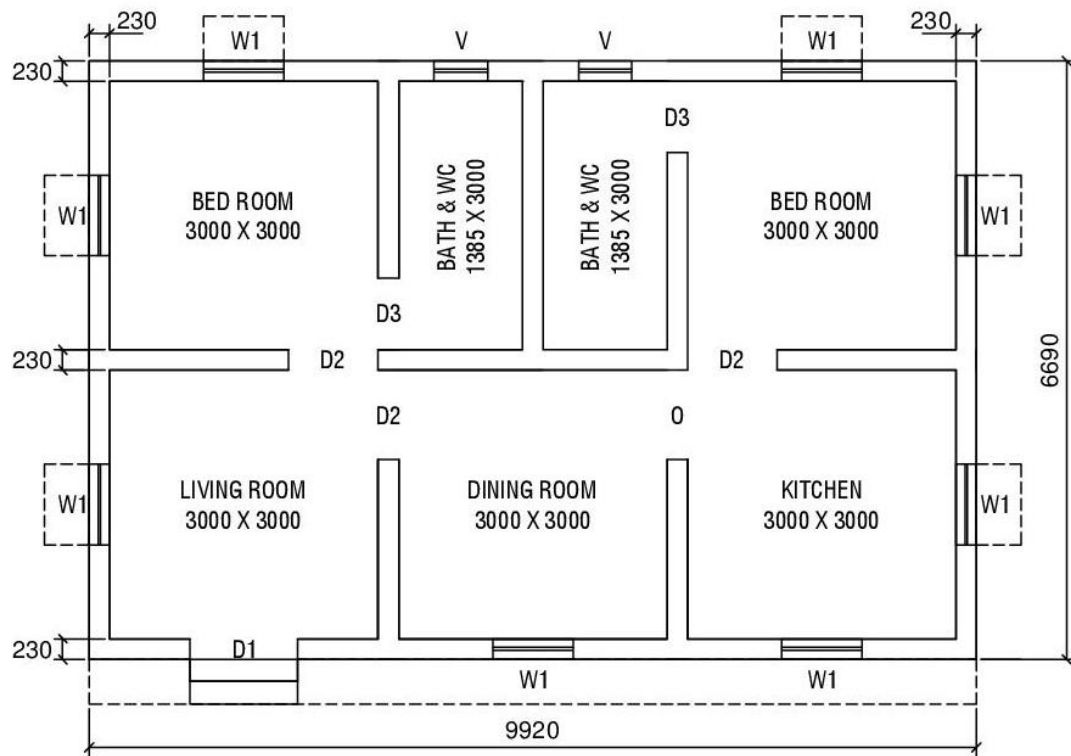 230
230
W1
V
V
W1
230
D3
BED ROOM
3000 X 3000
BATH & WC
1385 X 3000
BATH & WC
1385 X 3000
BED ROOM
3000 X 3000
W1
W1
D3
230
D2
D2
6690
D2
O
LIVING ROOM
3000 X 3000
DINING ROOM
3000 X 3000
KITCHEN
3000 X 3000
W1
W1
230
D1
W1
W1
9920